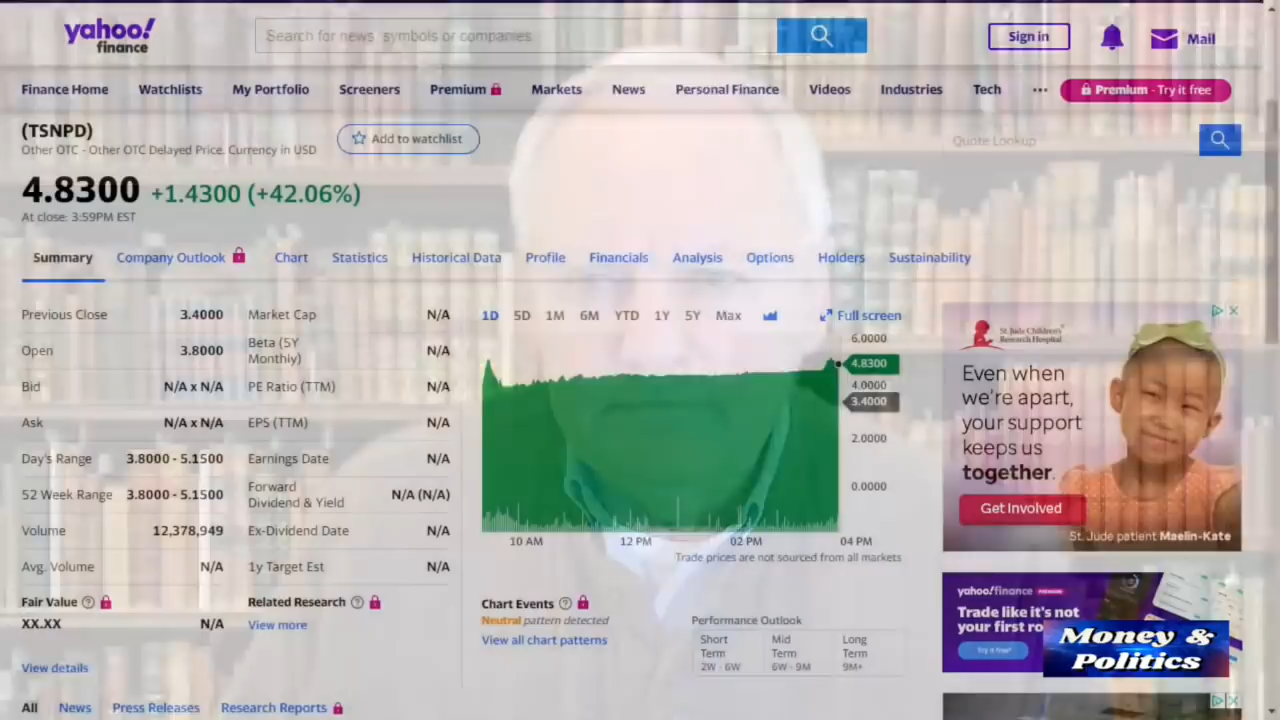 yahoo!
finance
Search for news, symbols or companies
Sign in
Mail
Finance Home Watchlists My Portfolio Screeners Premium Markets News Personal Finance Videos Industries Tech ... Premium - Try it free
(TSNPD)
Other OTC - Other OTC Delayed Price. Currency in USD
Add to watchlist
Quote Lookup
4.8300 +1.4300 (+42.06%)
At close: 3:59PM EST
Summary Company Outlook Chart Statistics Historical Data Profile Financials Analysis Options Holders Sustainability
Previous Close 3.4000
Open 3.8000
Bid N/A x N/A
Ask N/A x N/A
Day's Range 3.8000 - 5.1500
52 Week Range 3.8000 - 5.1500
Volume 12,378,949
Avg. Volume N/A
Market Cap N/A
Beta (5Y
Monthly) N/A
PE Ratio (TTM) N/A
EPS (TTM) N/A
Earnings Date N/A
Forward
Dividend & Yield N/A (N/A)
Ex-Dividend Date N/A
1y Target Est N/A
Fair Value
XX.XX N/A
View details
Related Research
View more
1D 5D 1M 6M YTD 1Y 5Y Max Full screen
6.0000
4.8300
4.0000
3.4000
2.0000
0.0000
10 AM 12 PM 02 PM 04 PM
Trade prices are not sourced from all markets
Chart Events
Neutral pattern detected
View all chart patterns
Performance Outlook
Short
Term
2W - 6W
Mid
Term
6W - 9M
Long
Term
9M+
St. Jude Children's
Research Hospital
Even when
we're apart,
your support
keeps us
together.
Get Involved
St. Jude patient Maelin-Kate
yahoo!finance PREMIUM
Trade like it's not
your first ro
Try it free*
Money &
Politics
All News Press Releases Research Reports